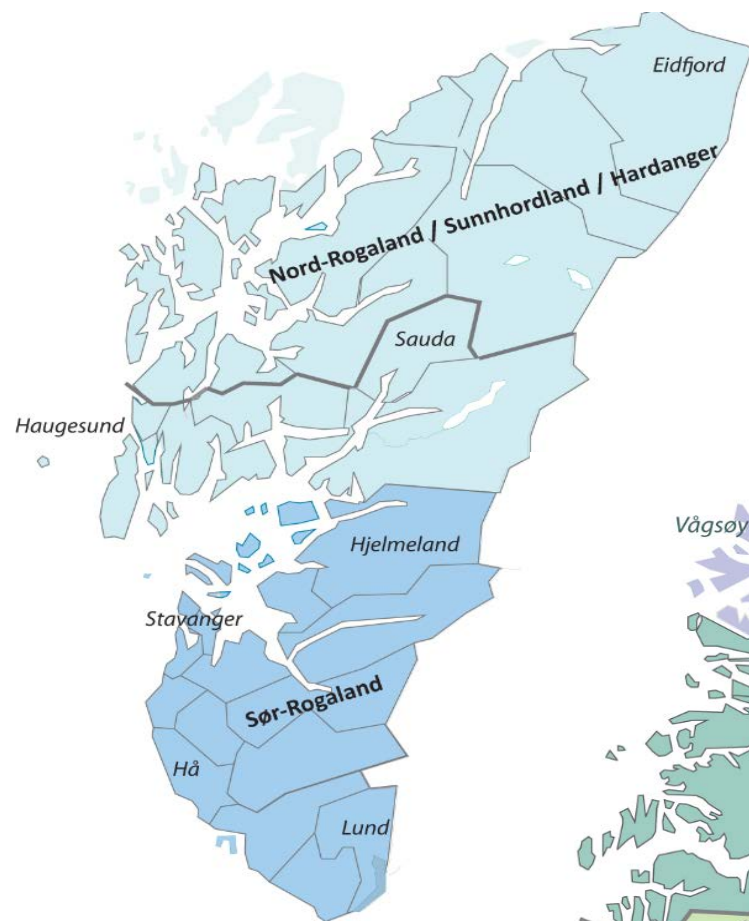 Eidfjord
Nord-Rogaland / Sunnhordland / Hardanger
Sauda
Haugesund
Vågsøy
Hjelmeland
Stavanger
Sør-Rogaland
Hå
Lund